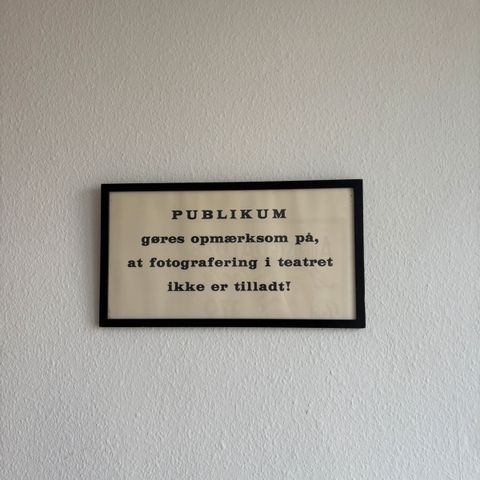 PUBLIKUM
gøres opmærksom på,
at fotografering i teatret
ikke er tilladt!